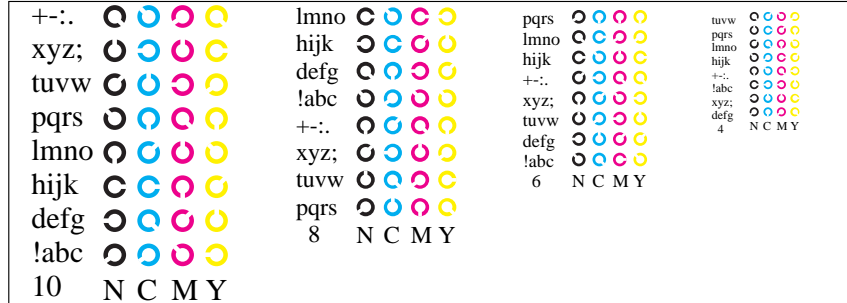 +-:.
xyz;
tuvw
pqrs
lmno
hijk
defg
!abc
10 N C M Y
lmno
hijk
defg
!abc
+-:.
xyz;
tuvw
pqrs
8 N C M Y
pqrs
lmno
hijk
+-:.
xyz;
tuvw
defg
!abc
6 N C M Y
tuvw
pqrs
lmno
hijk
+-:.
!abc
xyz;
defg
4 N C M Y